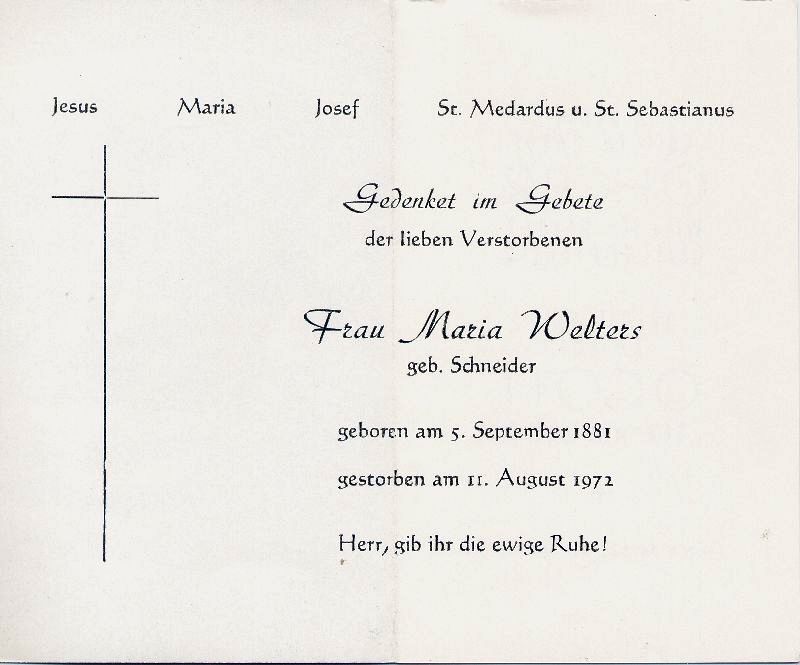 Jesus Maria Josef St. Medardus u. St. Sebastianus
Gedenket im Gebete
der lieben Verstorbenen
Frau Maria Welters
geb. Schneider
geboren am 5. September 1881
gestorben am 11. August 1972
Herr, gib ihr die ewige Ruhe!